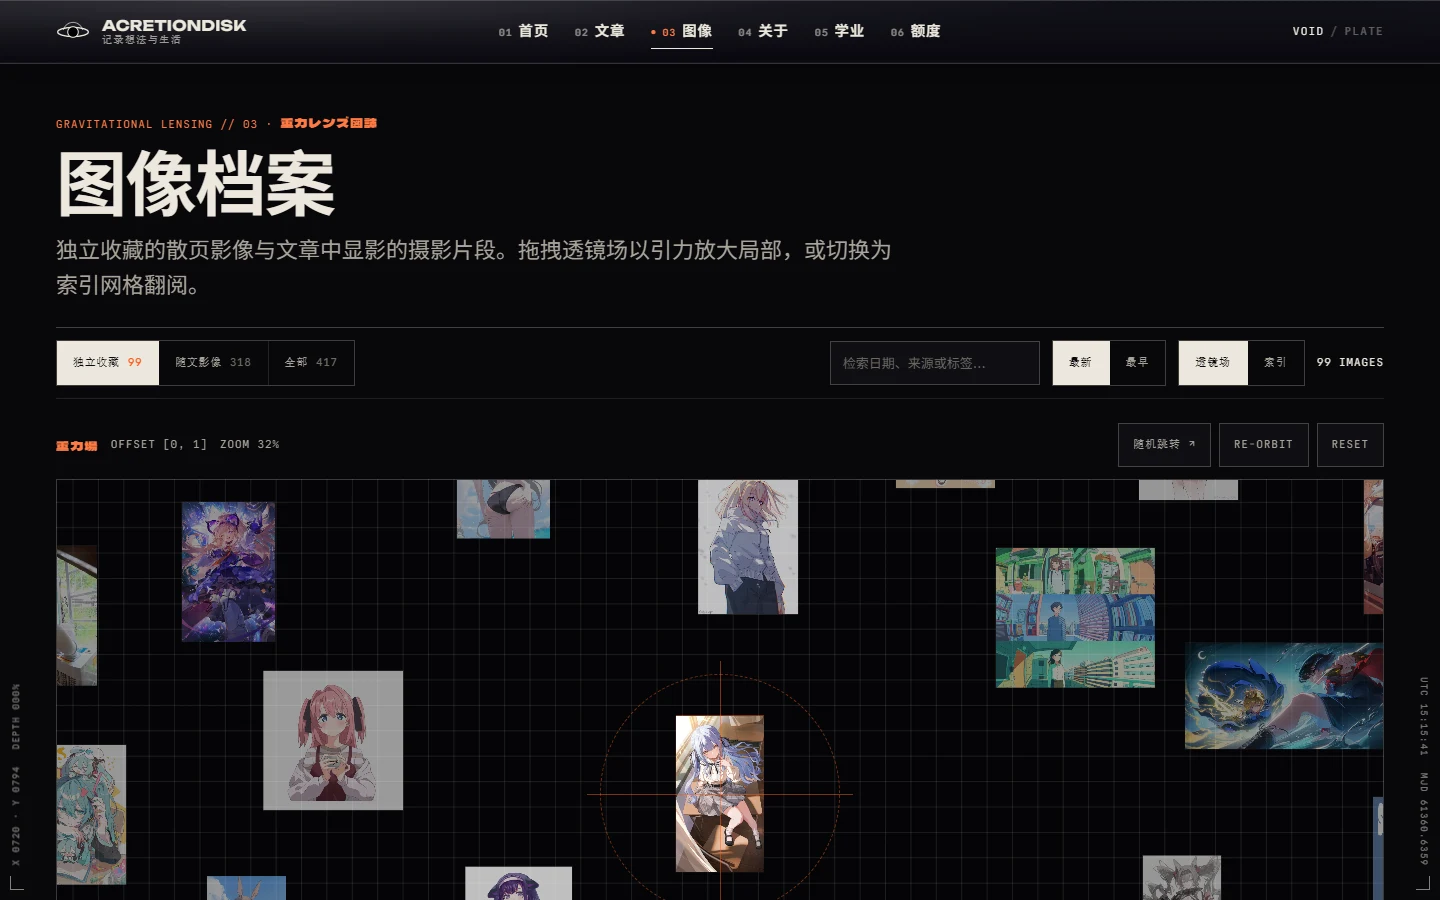 ACRETIONDISK
记录想法与生活
01 首页
02 文章
03 图像
04 关于
05 学业
06 额度
VOID / PLATE
GRAVITATIONAL LENSING // 03 · 重力レンズ図誌
图像档案
独立收藏的散页影像与文章中显影的摄影片段。拖拽透镜场以引力放大局部，或切换为
索引网格翻阅。
独立收藏 99
随文影像 318
全部 417
检索日期、来源或标签...
最新
最早
透镜场
索引
99 IMAGES
重力場 OFFSET [0, 1] ZOOM 32%
随机跳转 ↗
RE-ORBIT
RESET
X 0720 · Y 0794 DEPTH 000%
UTC 15:15:41 MJD 61360.6359